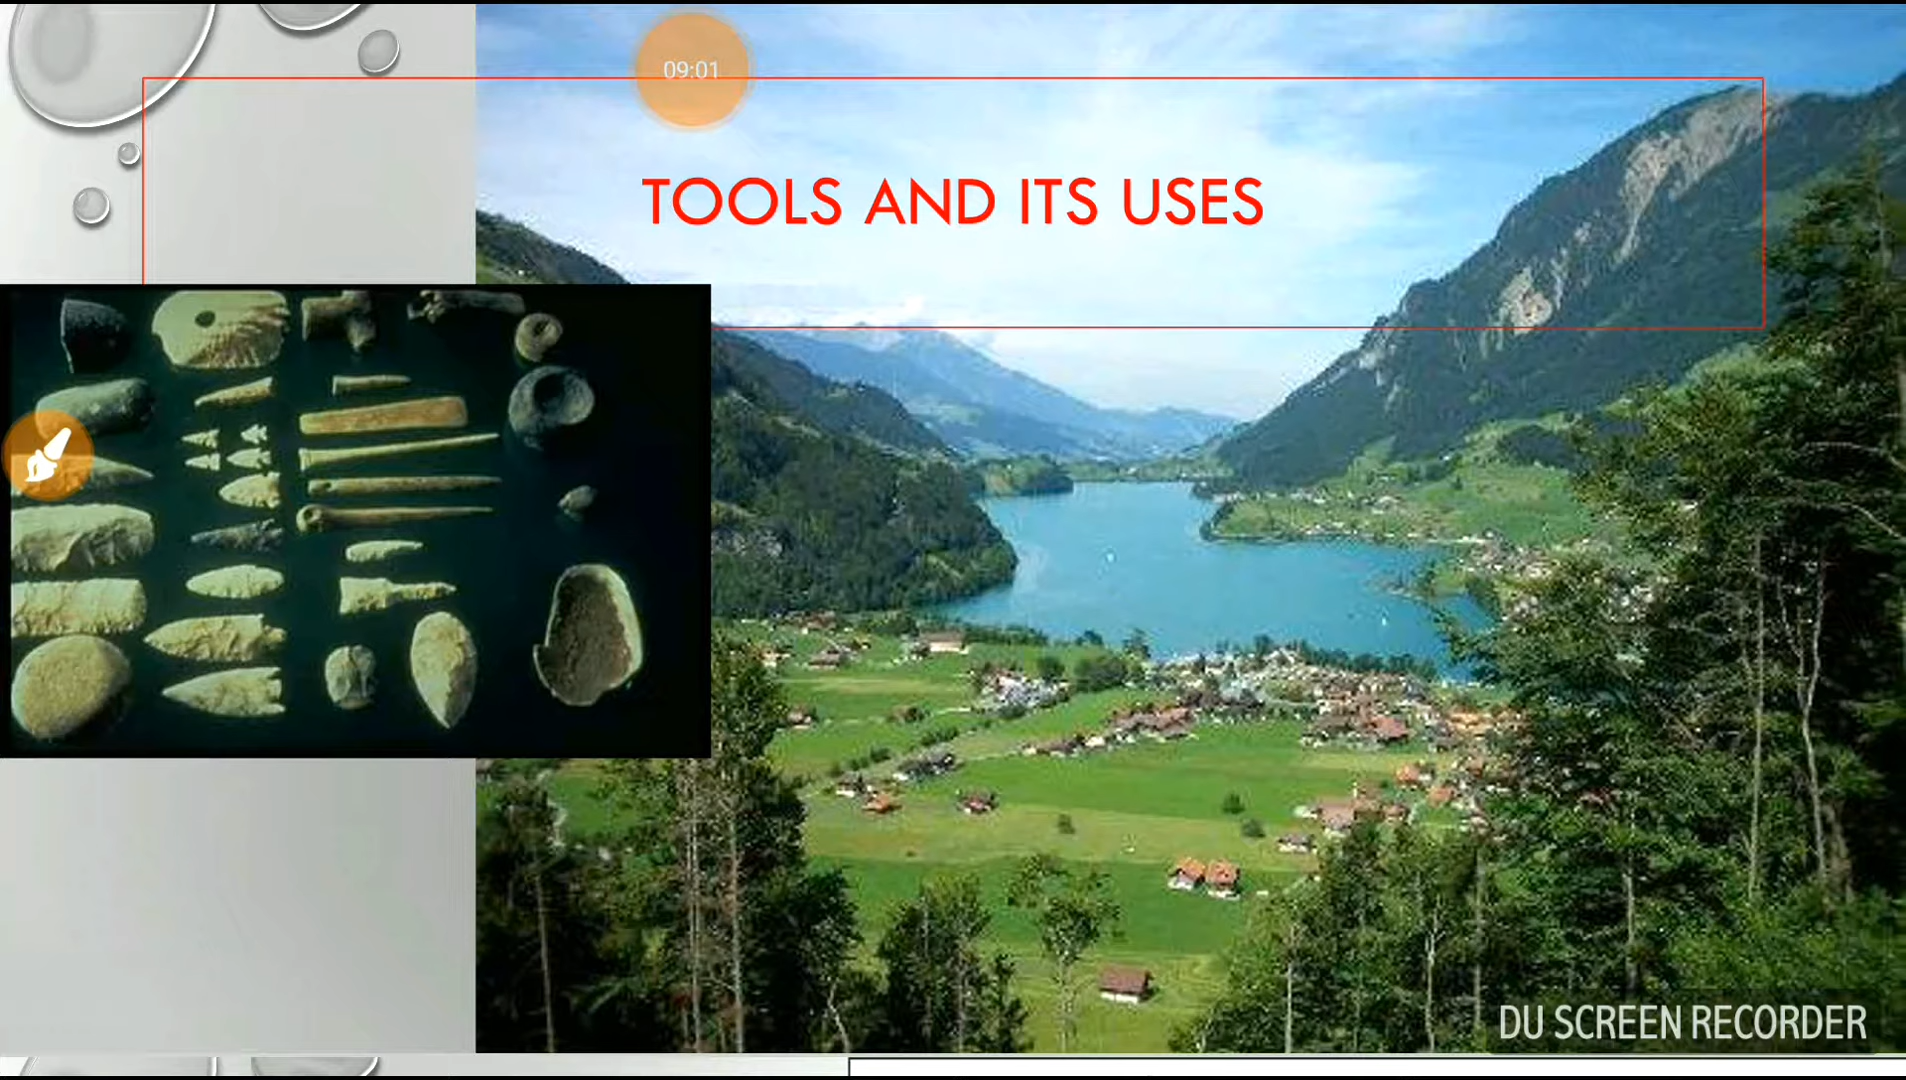 09:01
TOOLS AND ITS USES
DU SCREEN RECORDER